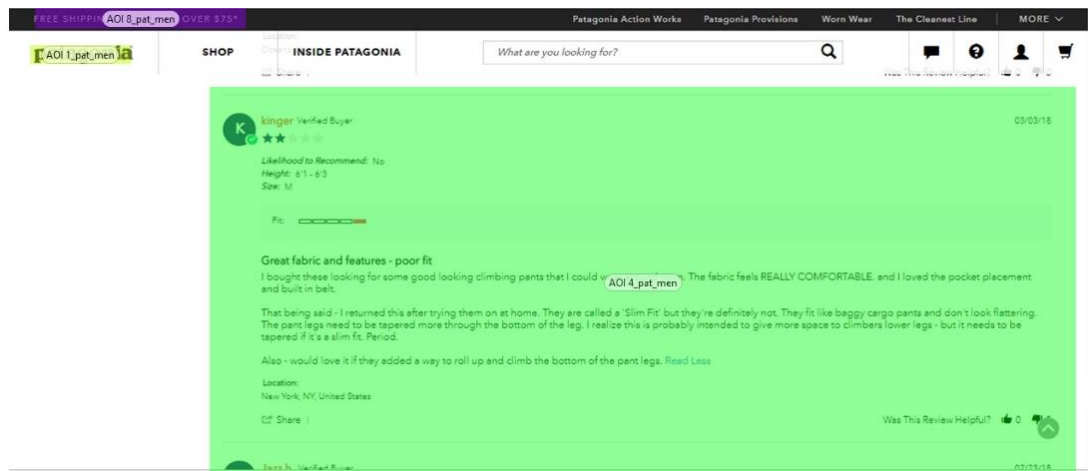 FREE SHIPPIN AOI 8_pat_men OVER $75*
Patagonia Action Works Patagonia Provisions Worn Wear The Cleanest Line MORE
AOI 1_pat_men
SHOP
INSIDE PATAGONIA
What are you looking for?
Location:
Share
Was This Review Helpful? 0 0
K
kinger Verified Buyer
03/03/18
Likelihood to Recommend: No
Height: 6'1 - 6'3
Size: M
Fit:
Great fabric and features - poor fit
I bought these looking for some good looking climbing pants that I could
AOI 4_pat_men
The fabric feels REALLY COMFORTABLE. and I loved the pocket placement
and built in belt.
That being said - I returned this after trying them on at home. They are called a 'Slim Fit' but they're definitely not. They fit like baggy cargo pants and don't look flattering.
The pant legs need to be tapered more through the bottom of the leg. I realize this is probably intended to give more space to climbers lower legs - but it needs to be
tapered if it's a slim fit. Period.
Also - would love it if they added a way to roll up and climb the bottom of the pant legs. Read Less
Location:
New York, NY, United States
Share
Was This Review Helpful? 0
Verified Buyer
02/23/18